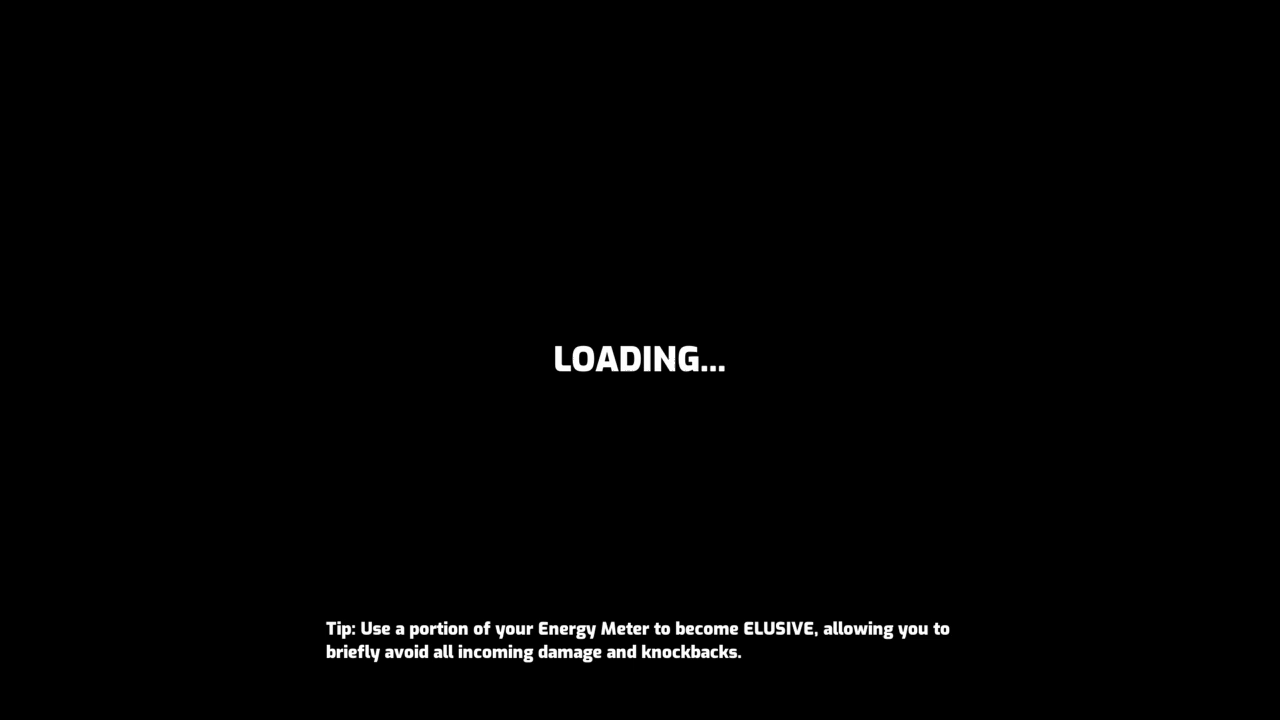 LOADING...
Tip: Use a portion of your Energy Meter to become ELUSIVE, allowing you to
briefly avoid all incoming damage and knockbacks.